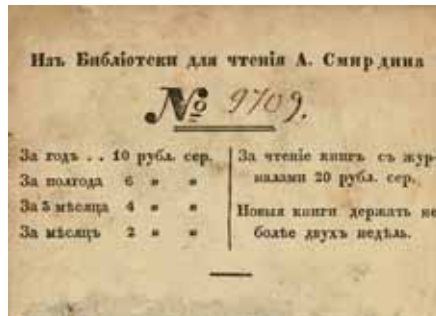 Изъ Библіотеки для чтенія А. Смирдина
№ 9709.
За годъ . . 10 рубл. сер.
За полгода 6 » »
За 3 мѣсяца 4 » »
За мѣсяцъ 2 » »
За чтеніе книгъ съ жур-
налами 20 рубл. сер.
Новыя книги держать не
болѣе двухъ недѣль.